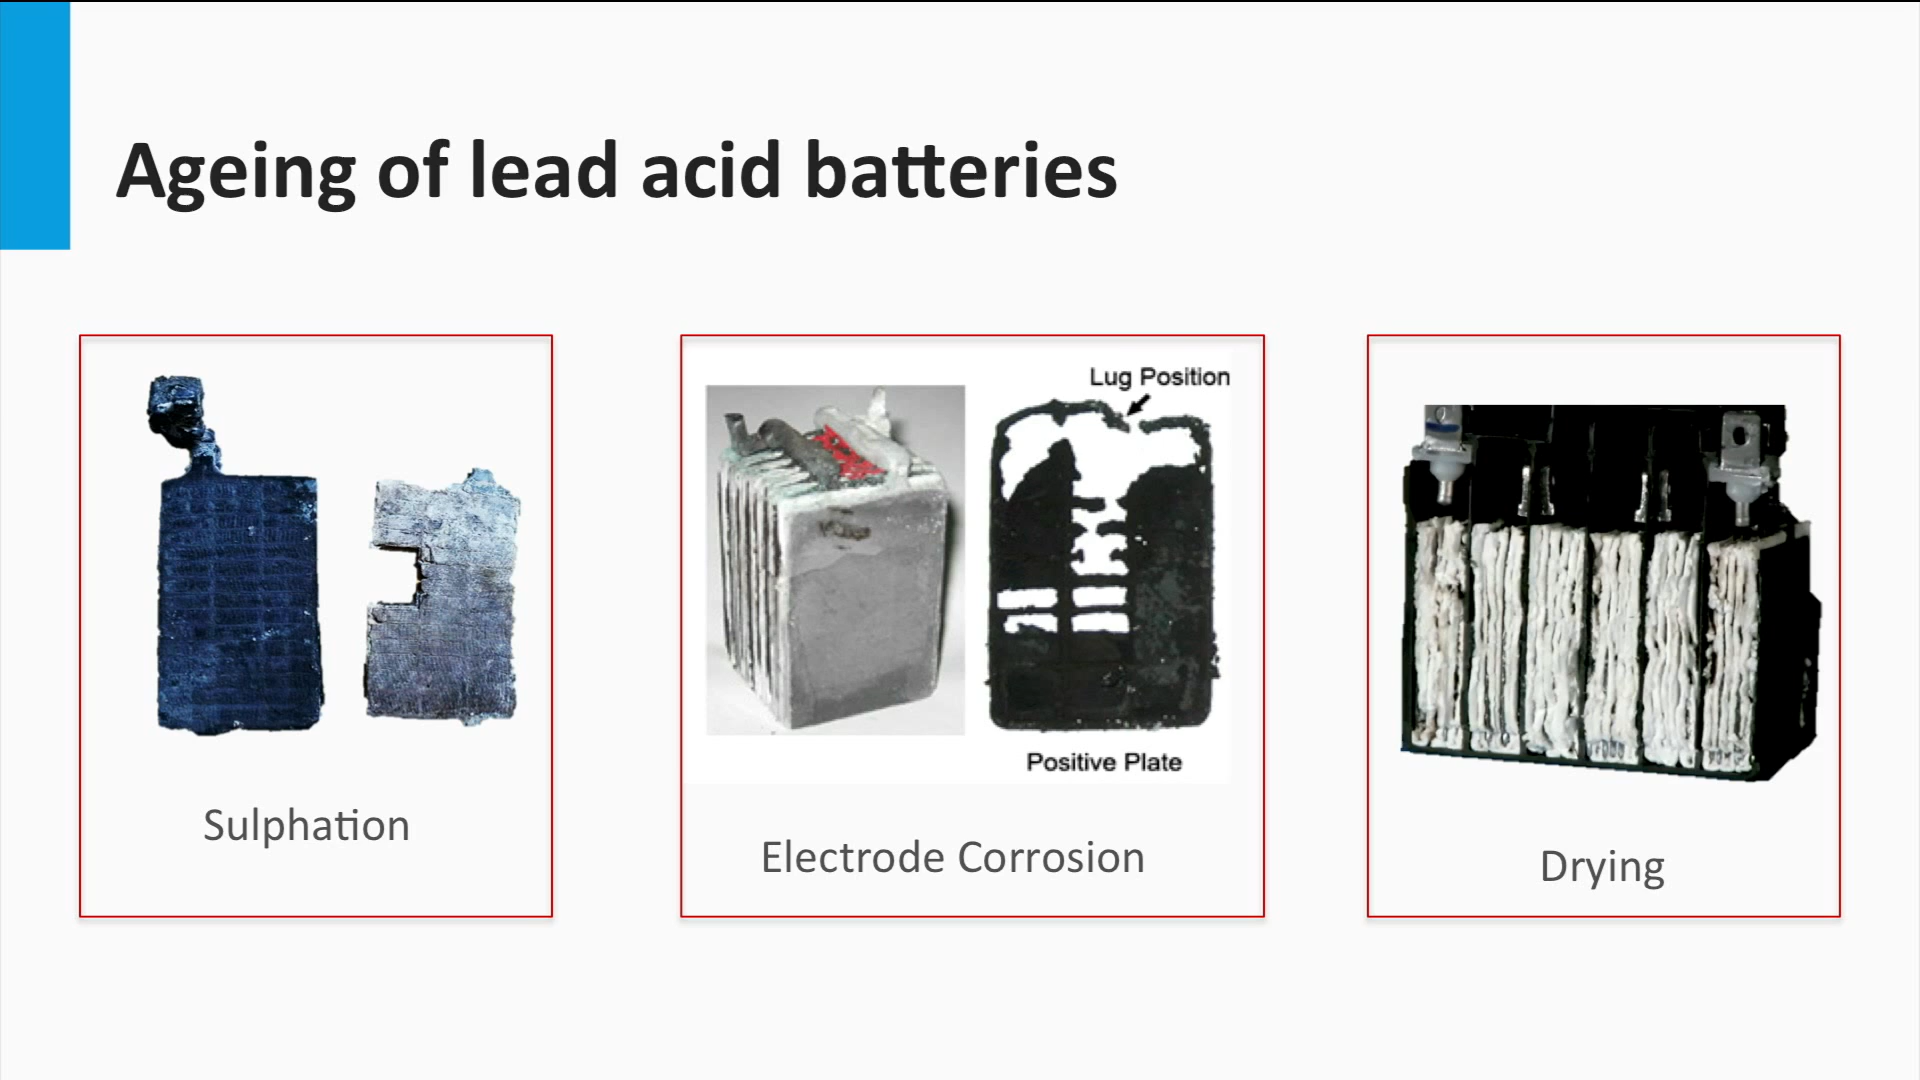 Ageing of lead acid batteries
Sulphation
Lug Position
Positive Plate
Electrode Corrosion
Drying